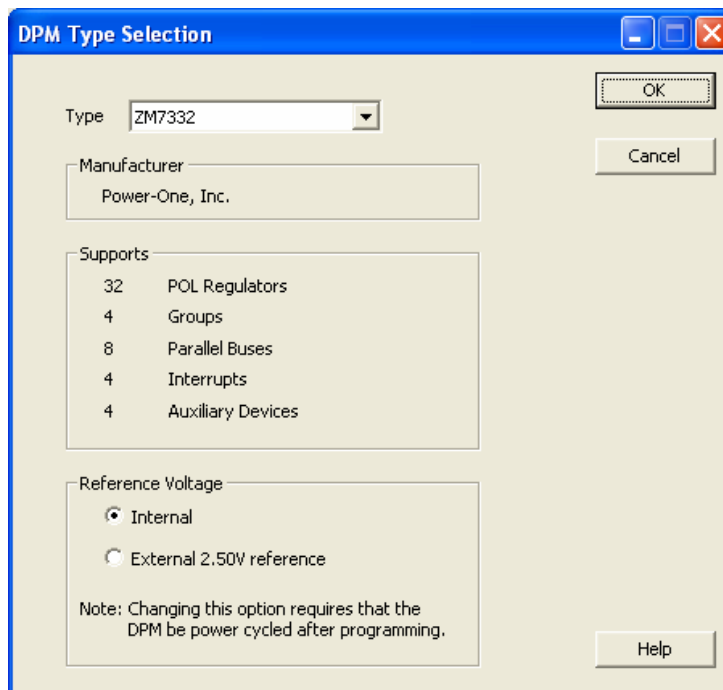 DPM Type Selection
Type ZM7332
OK
Cancel
Manufacturer
Power-One, Inc.
Supports
32 POL Regulators
4 Groups
8 Parallel Buses
4 Interrupts
4 Auxiliary Devices
Reference Voltage
Internal
External 2.50V reference
Note: Changing this option requires that the
DPM be power cycled after programming.
Help